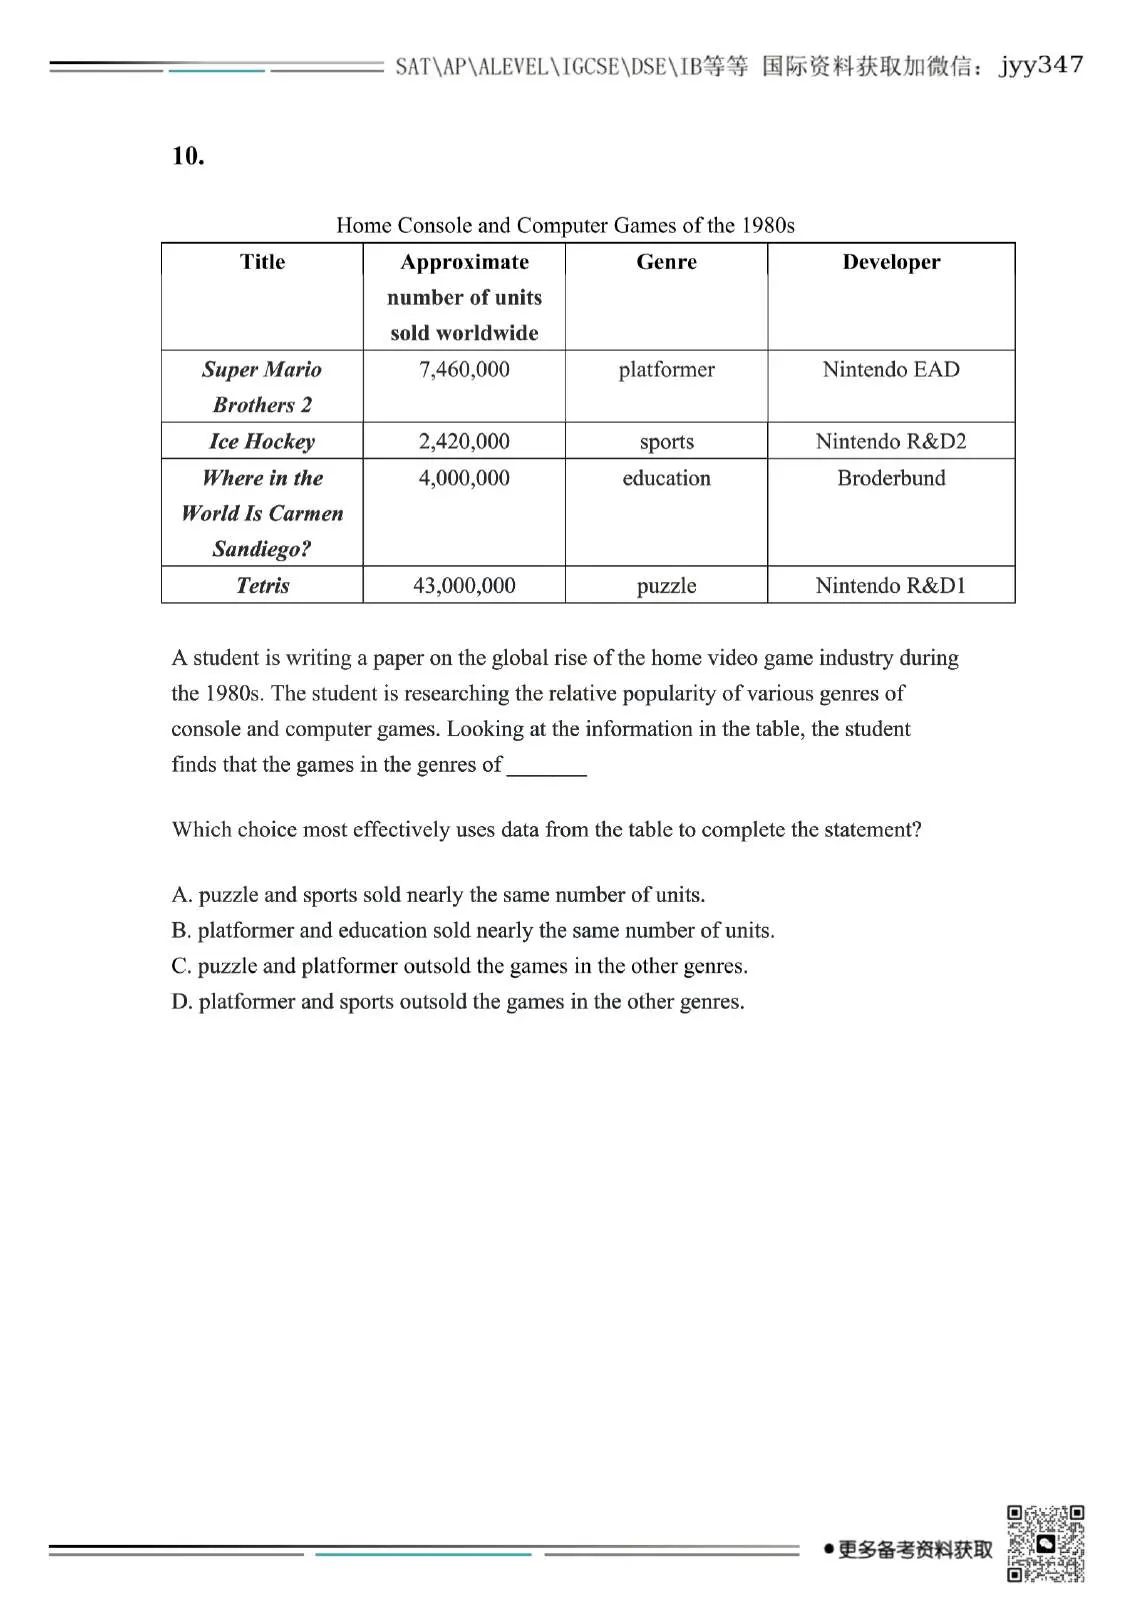 SAT\AP\ALEVEL\IGCSE\DSE\IB等等 国际资料获取加微信: jyy347
10.
Home Console and Computer Games of the 1980s
Title Approximate number of units sold worldwide Genre Developer
Super Mario Brothers 2 7,460,000 platformer Nintendo EAD
Ice Hockey 2,420,000 sports Nintendo R&D2
Where in the World Is Carmen Sandiego? 4,000,000 education Broderbund
Tetris 43,000,000 puzzle Nintendo R&D1
A student is writing a paper on the global rise of the home video game industry during
the 1980s. The student is researching the relative popularity of various genres of
console and computer games. Looking at the information in the table, the student
finds that the games in the genres of _______
Which choice most effectively uses data from the table to complete the statement?
A. puzzle and sports sold nearly the same number of units.
B. platformer and education sold nearly the same number of units.
C. puzzle and platformer outsold the games in the other genres.
D. platformer and sports outsold the games in the other genres.
●更多备考资料获取